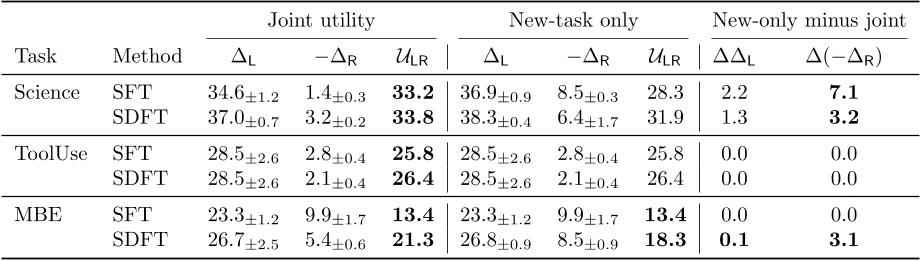 Joint utility New-task only New-only minus joint
Task Method Δ_L −Δ_R 𝒰_LR Δ_L −Δ_R 𝒰_LR ΔΔ_L Δ(−Δ_R)
Science SFT 34.6±1.2 1.4±0.3 33.2 36.9±0.9 8.5±0.3 28.3 2.2 7.1
SDFT 37.0±0.7 3.2±0.2 33.8 38.3±0.4 6.4±1.7 31.9 1.3 3.2
ToolUse SFT 28.5±2.6 2.8±0.4 25.8 28.5±2.6 2.8±0.4 25.8 0.0 0.0
SDFT 28.5±2.6 2.1±0.4 26.4 28.5±2.6 2.1±0.4 26.4 0.0 0.0
MBE SFT 23.3±1.2 9.9±1.7 13.4 23.3±1.2 9.9±1.7 13.4 0.0 0.0
SDFT 26.7±2.5 5.4±0.6 21.3 26.8±0.9 8.5±0.9 18.3 0.1 3.1